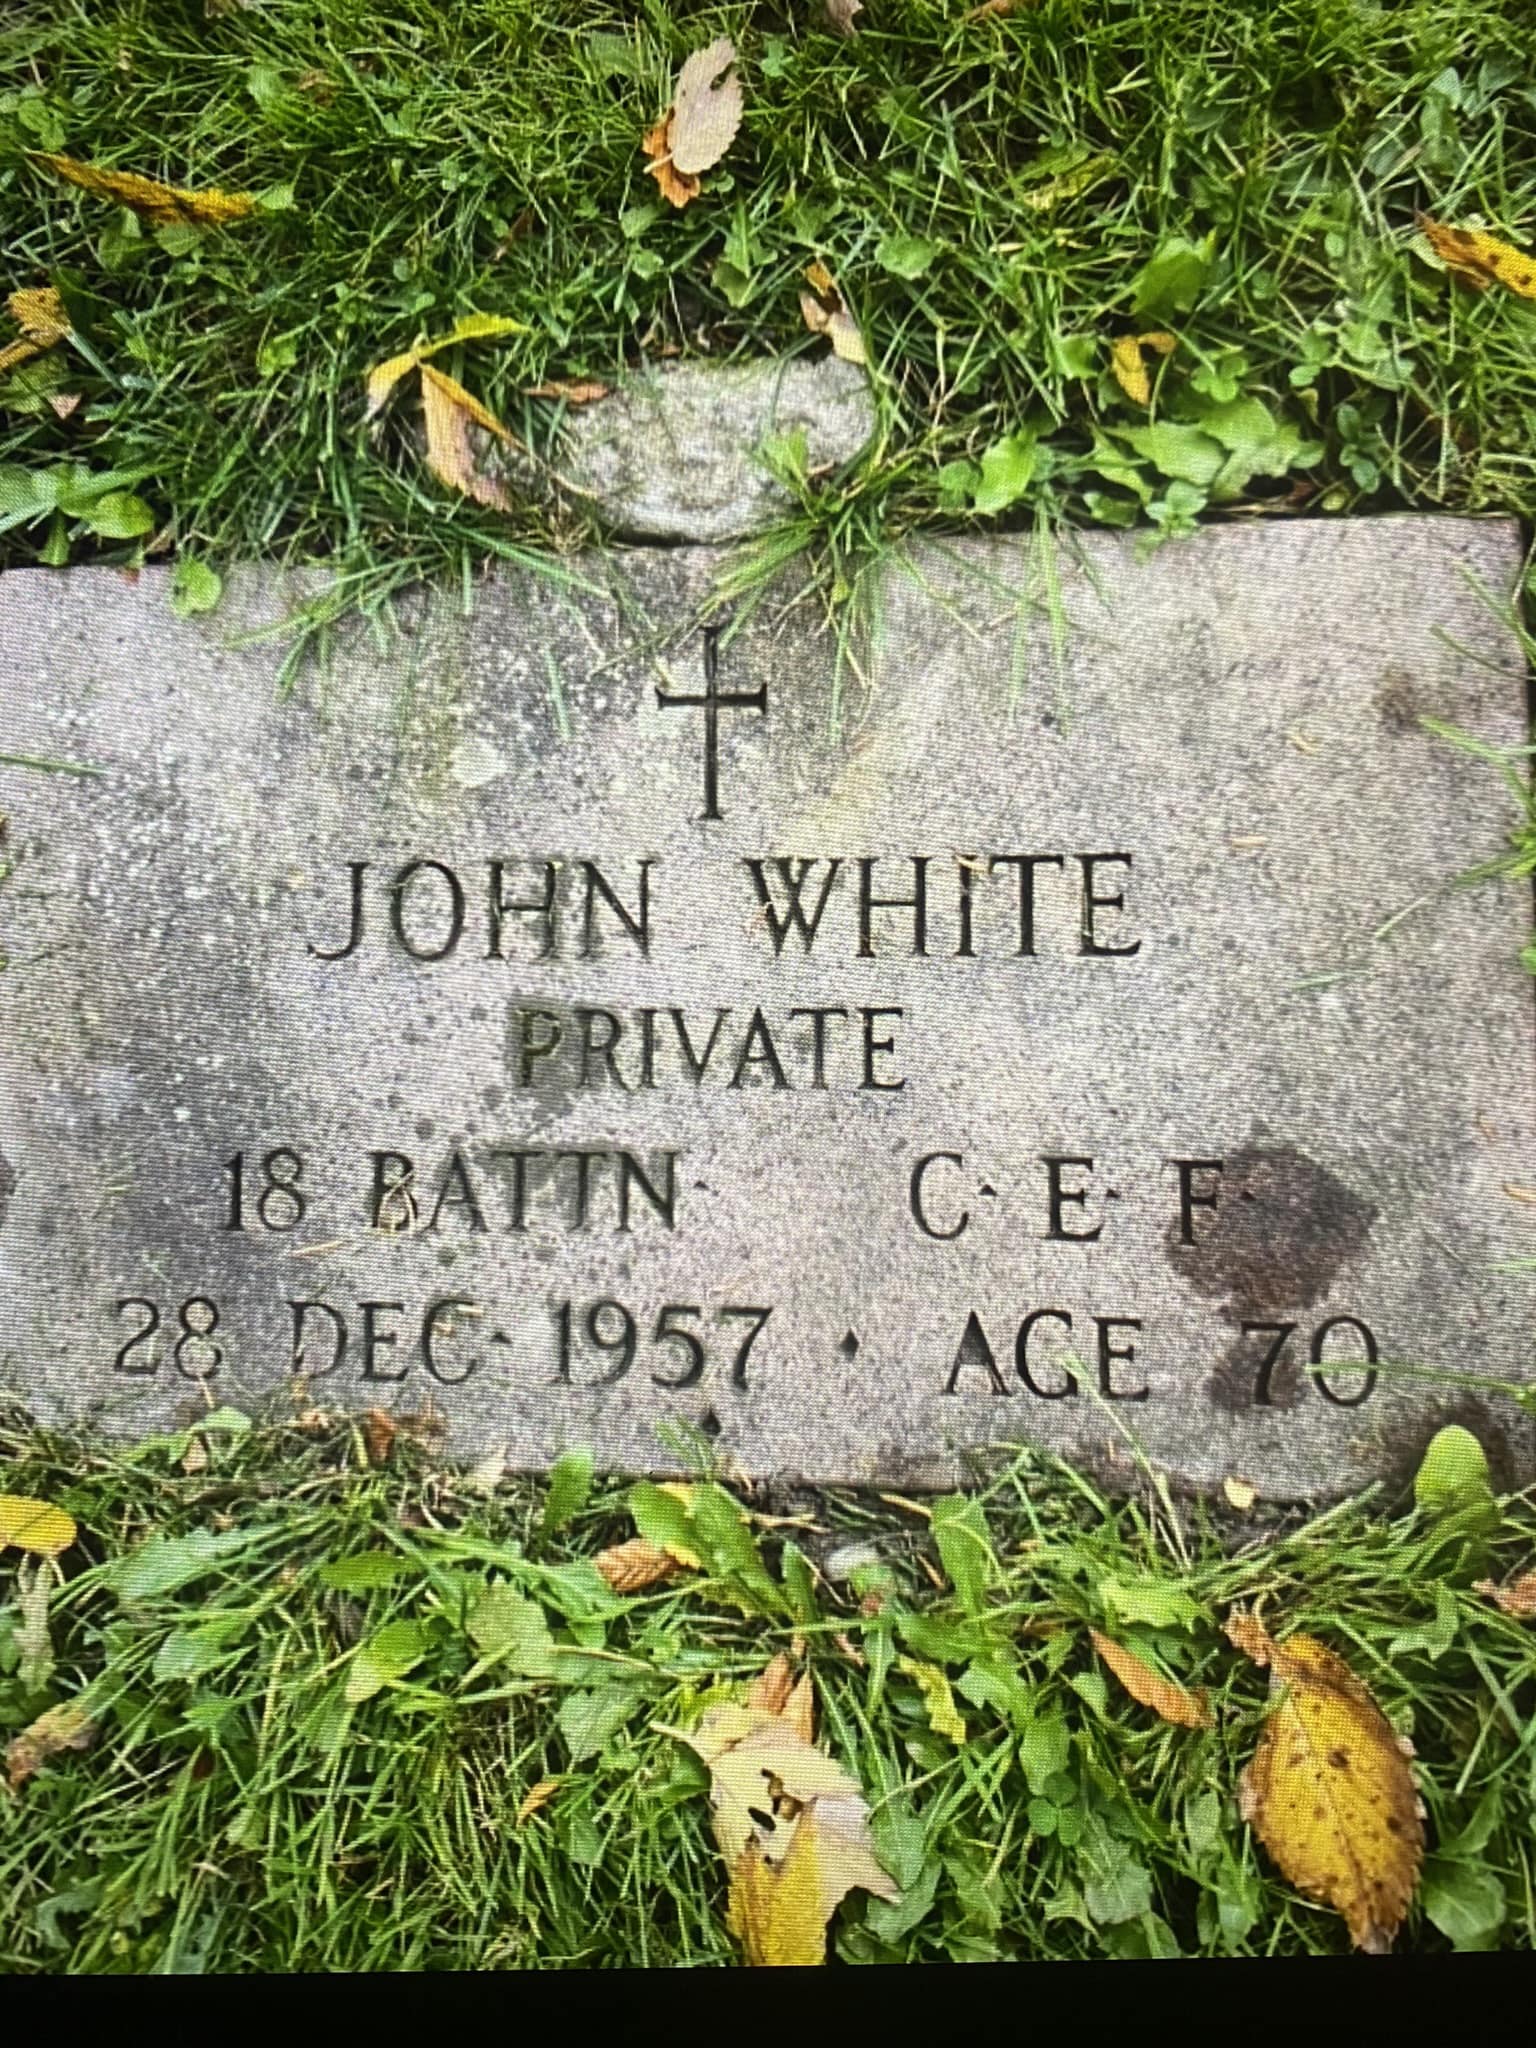 JOHN WHITE
PRIVATE
18 BATTN· C·E·F·
28 DEC· 1957 · AGE 70